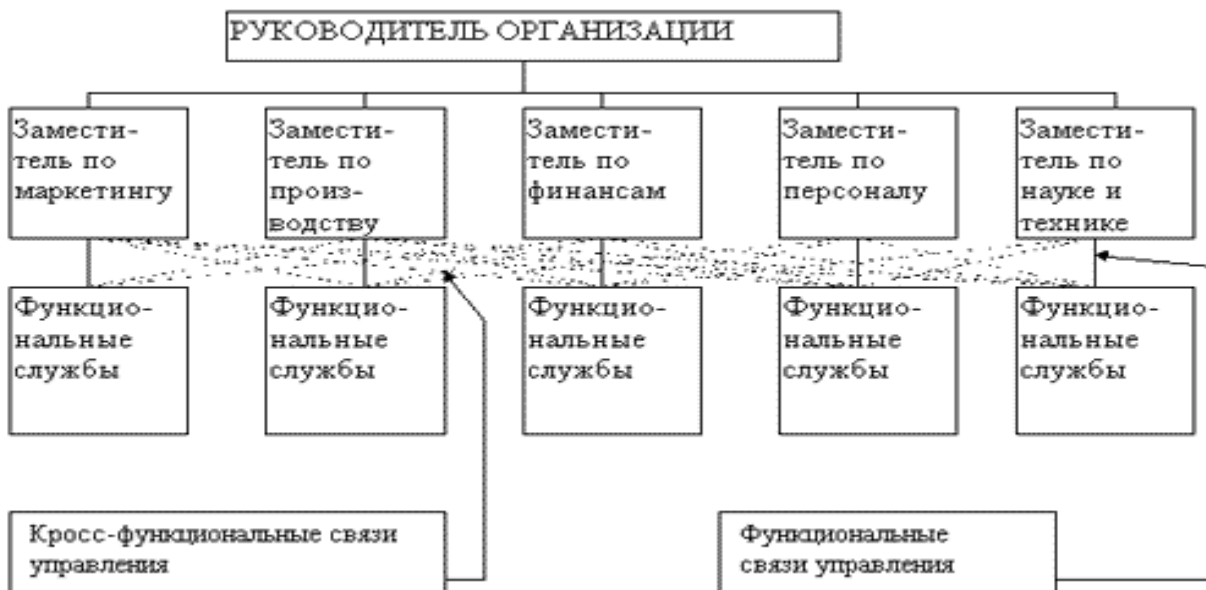 РУКОВОДИТЕЛЬ ОРГАНИЗАЦИИ
Замести-
тель по
маркетингу
Замести-
тель по
произ-
водству
Замести-
тель по
финансам
Замести-
тель по
персоналу
Замести-
тель по
науке и
технике
Функцио-
нальные
службы
Функцио-
нальные
службы
Функцио-
нальные
службы
Функцио-
нальные
службы
Функцио-
нальные
службы
Кросс-функциональные связи
управления
Функциональные
связи управления